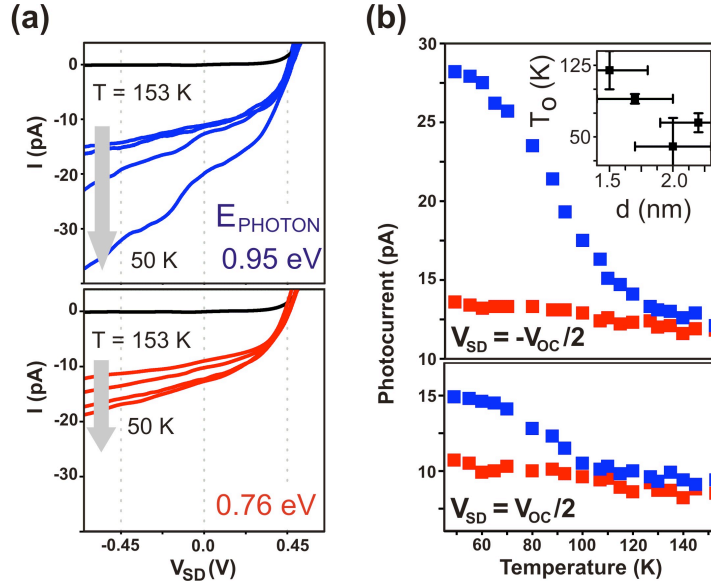 (a)
0
-10
-20
-30
I (pA)
T = 153 K
50 K
E_PHOTON
0.95 eV
0
-10
-20
-30
I (pA)
T = 153 K
50 K
0.76 eV
-0.45
0.0
0.45
V_SD (V)
(b)
30
25
20
15
10
Photocurrent (pA)
125
50
T_O (K)
1.5
2.0
d (nm)
V_SD = -V_OC/2
15
10
V_SD = V_OC/2
60
80
100
120
140
Temperature (K)